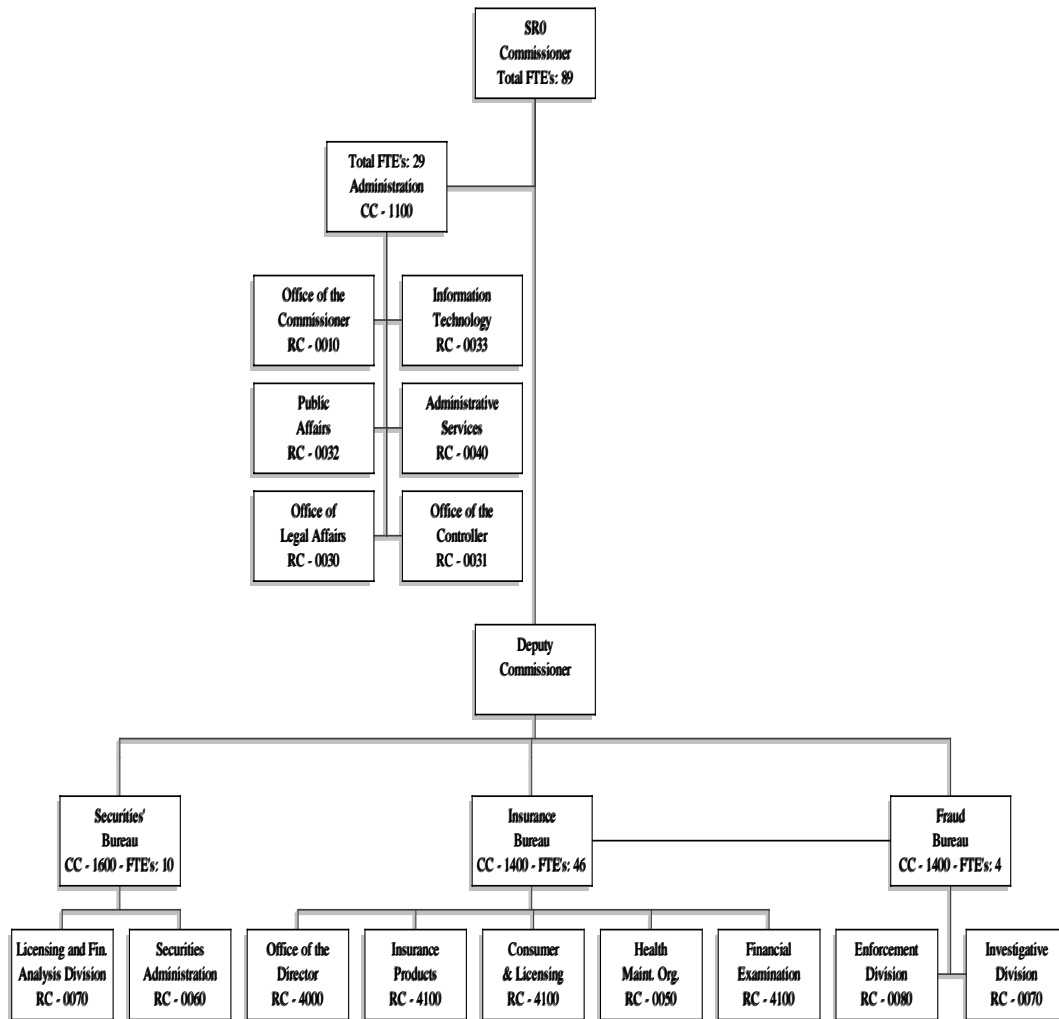 SR0
Commissioner
Total FTE's: 89
Total FTE's: 29
Administration
CC - 1100
Office of the
Commissioner
RC - 0010
Information
Technology
RC - 0033
Public
Affairs
RC - 0032
Administrative
Services
RC - 0040
Office of
Legal Affairs
RC - 0030
Office of the
Controller
RC - 0031
Deputy
Commissioner
Securities'
Bureau
CC - 1600 - FTE's: 10
Insurance
Bureau
CC - 1400 - FTE's: 46
Fraud
Bureau
CC - 1400 - FTE's: 4
Licensing and Fin.
Analysis Division
RC - 0070
Securities
Administration
RC - 0060
Office of the
Director
RC - 4000
Insurance
Products
RC - 4100
Consumer
& Licensing
RC - 4100
Health
Maint. Org.
RC - 0050
Financial
Examination
RC - 4100
Enforcement
Division
RC - 0080
Investigative
Division
RC - 0070